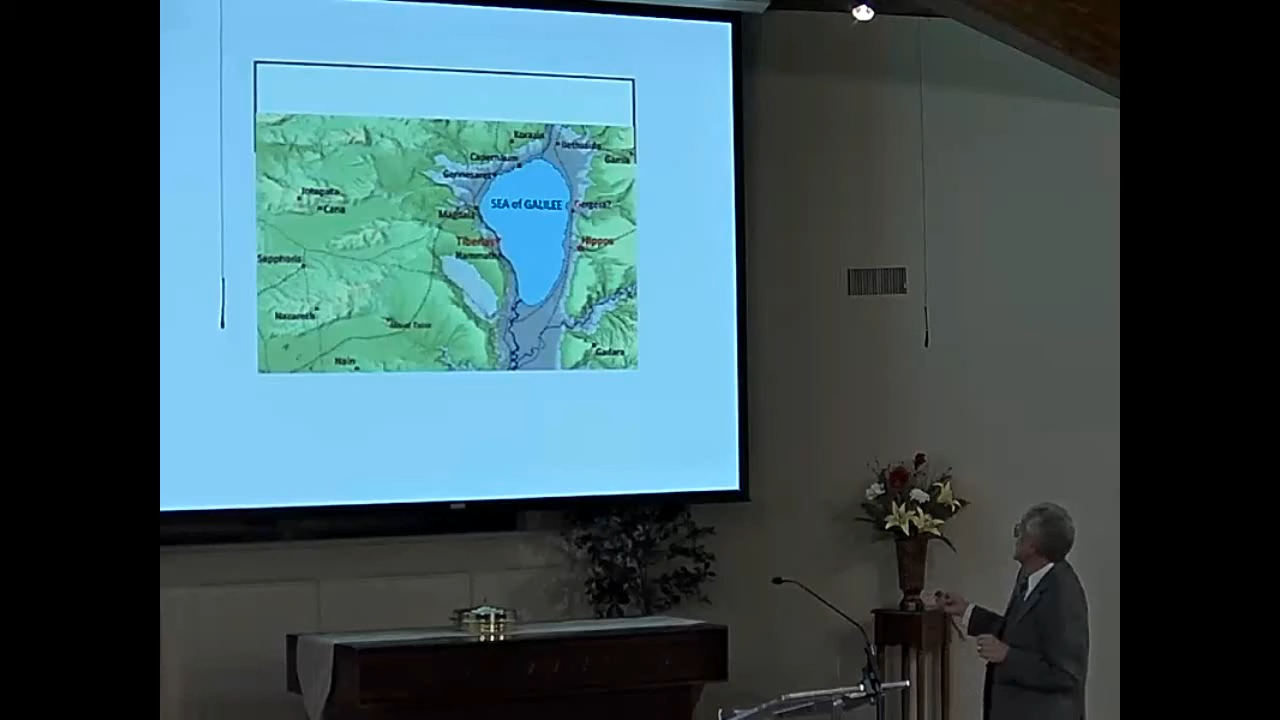 Korazin
Bethsaida
Capernaum
Gamla
Gennesaret
Jotapata
Cana
SEA of GALILEE
Gergesa?
Magdala
Tiberias
Hippos
Hammath
Sepphoris
Nazareth
Mount Tabor
Gadara
Nain